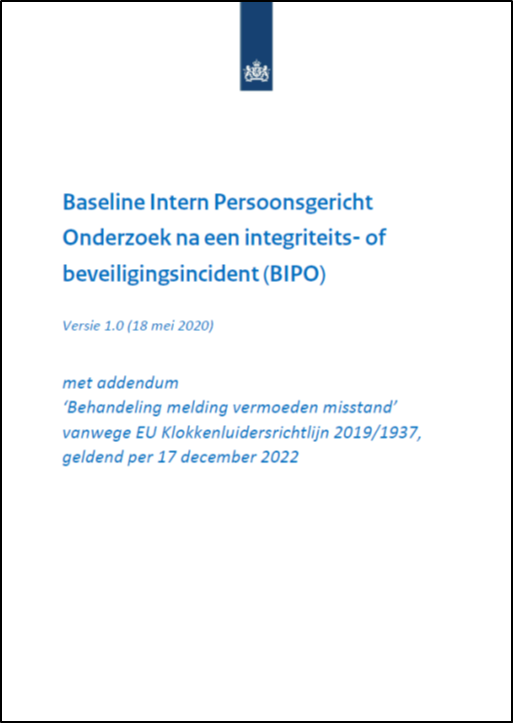 Baseline Intern Persoonsgericht
Onderzoek na een integriteits- of
beveiligingsincident (BIPO)
Versie 1.0 (18 mei 2020)
met addendum
‘Behandeling melding vermoeden misstand’
vanwege EU Klokkenluidersrichtlijn 2019/1937,
geldend per 17 december 2022